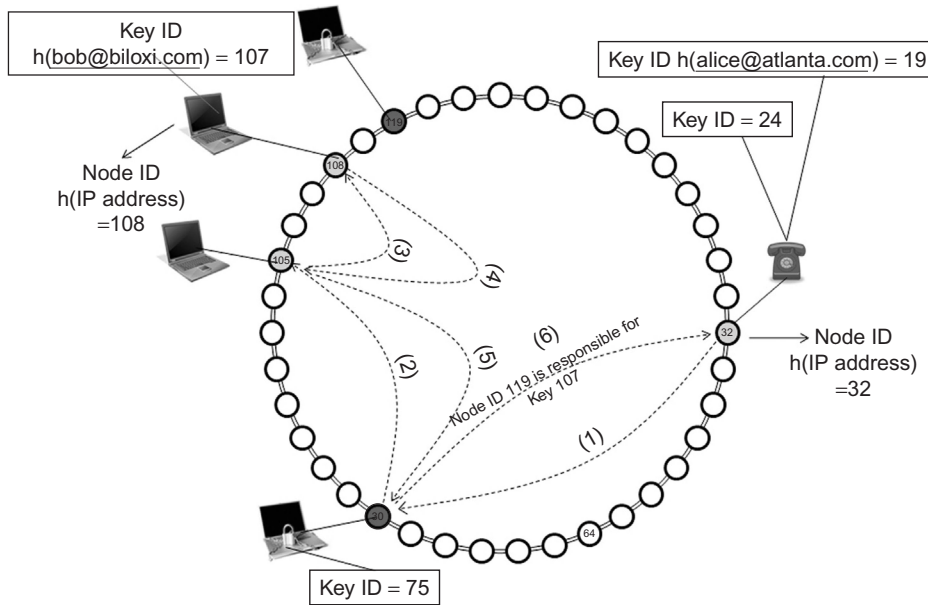 Key ID
h(bob@biloxi.com) = 107
Key ID h(alice@atlanta.com) = 19
Key ID = 24
119
108
Node ID
h(IP address)
=108
(3)
(4)
105
(2)
(5)
(6)
Node ID 119 is responsible for
Key 107
32
Node ID
h(IP address)
=32
(1)
64
Key ID = 75